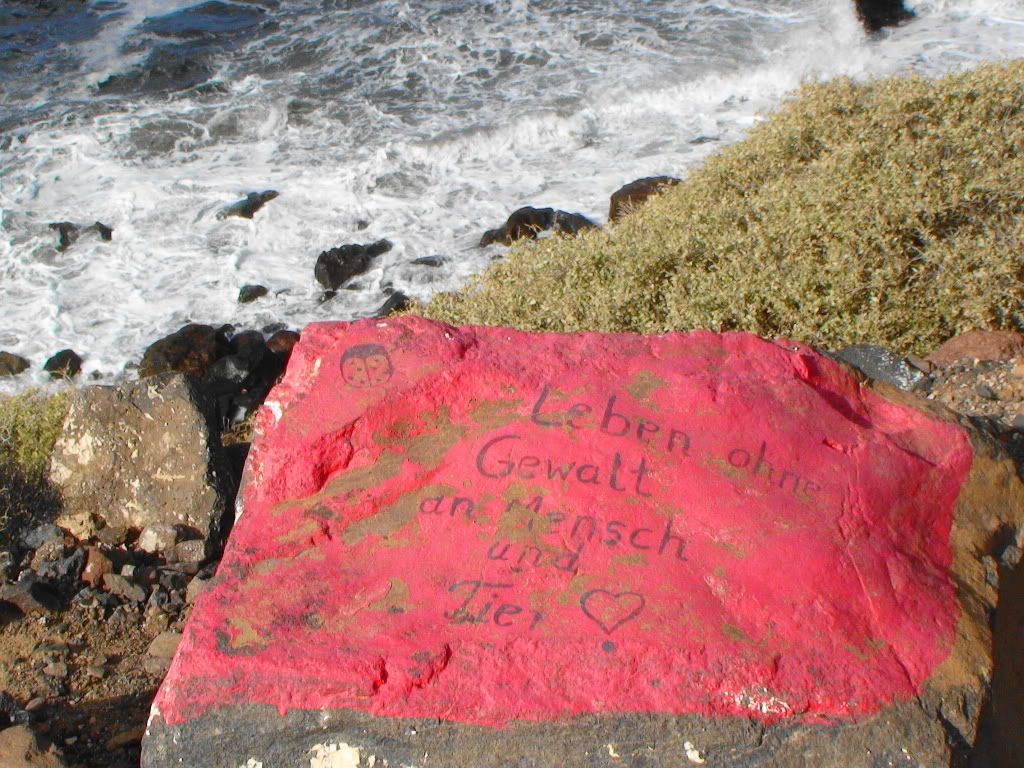 Leben ohne
Gewalt
an Mensch
und
Tier